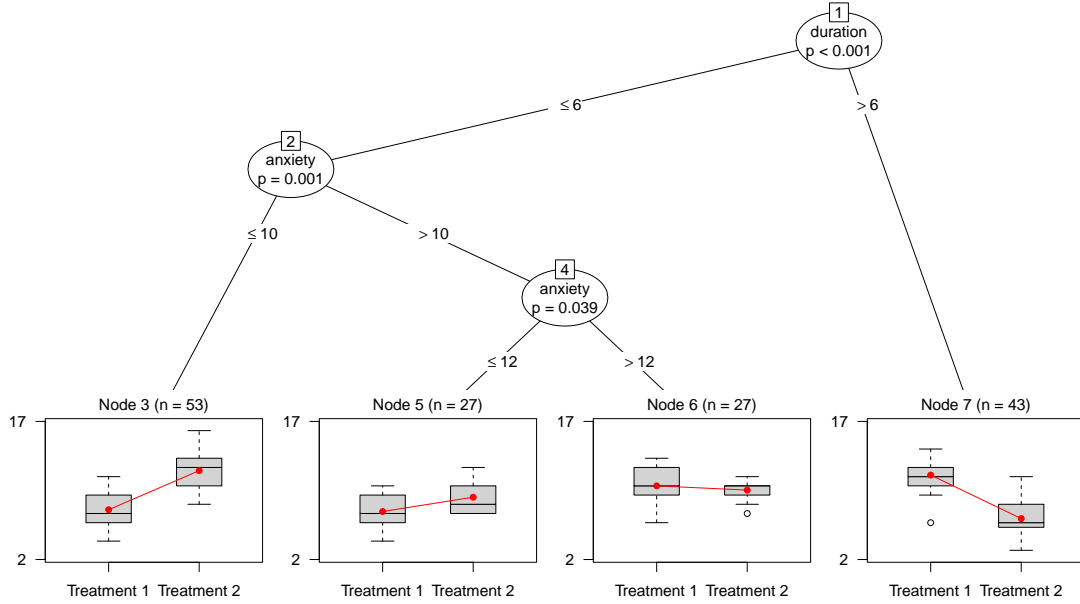 1
duration
p < 0.001
≤ 6
> 6
2
anxiety
p = 0.001
≤ 10
> 10
4
anxiety
p = 0.039
≤ 12
> 12
Node 3 (n = 53)
17
2
Treatment 1 Treatment 2
Node 5 (n = 27)
17
2
Treatment 1 Treatment 2
Node 6 (n = 27)
17
2
Treatment 1 Treatment 2
Node 7 (n = 43)
17
2
Treatment 1 Treatment 2